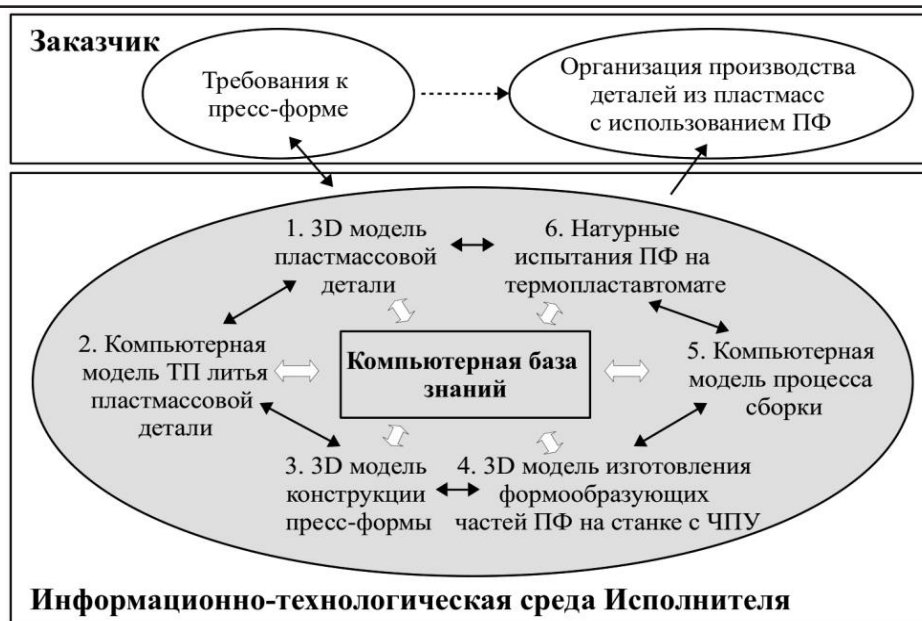 Заказчик
Требования к
пресс-форме
Организация производства
деталей из пластмасс
с использованием ПФ
1. 3D модель
пластмассовой
детали
6. Натурные
испытания ПФ на
термопластавтомате
2. Компьютерная
модель ТП литья
пластмассовой
детали
Компьютерная база
знаний
5. Компьютерная
модель процесса
сборки
3. 3D модель
конструкции
пресс-формы
4. 3D модель изготовления
формообразующих
частей ПФ на станке с ЧПУ
Информационно-технологическая среда Исполнителя